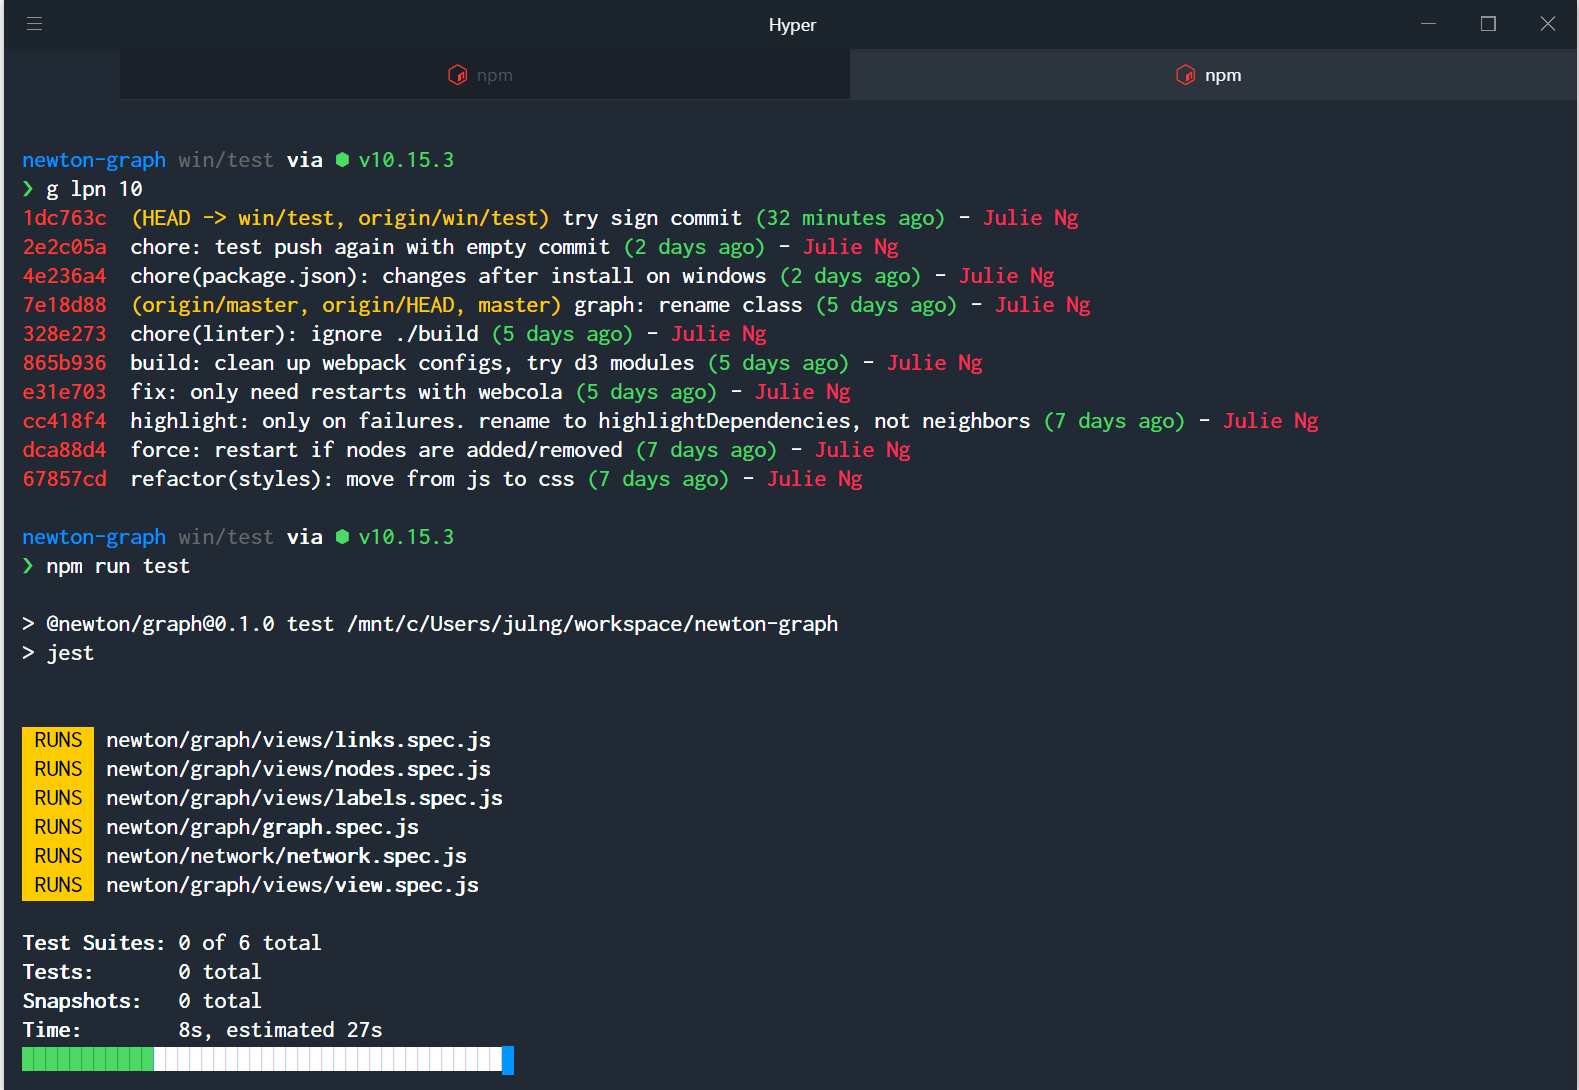 Hyper
npm npm
newton-graph win/test via ⬢ v10.15.3
❯ g lpn 10
1dc763c (HEAD -> win/test, origin/win/test) try sign commit (32 minutes ago) - Julie Ng
2e2c05a chore: test push again with empty commit (2 days ago) - Julie Ng
4e236a4 chore(package.json): changes after install on windows (2 days ago) - Julie Ng
7e18d88 (origin/master, origin/HEAD, master) graph: rename class (5 days ago) - Julie Ng
328e273 chore(linter): ignore ./build (5 days ago) - Julie Ng
865b936 build: clean up webpack configs, try d3 modules (5 days ago) - Julie Ng
e31e703 fix: only need restarts with webcola (5 days ago) - Julie Ng
cc418f4 highlight: only on failures. rename to highlightDependencies, not neighbors (7 days ago) - Julie Ng
dca88d4 force: restart if nodes are added/removed (7 days ago) - Julie Ng
67857cd refactor(styles): move from js to css (7 days ago) - Julie Ng
newton-graph win/test via ⬢ v10.15.3
❯ npm run test
> @newton/graph@0.1.0 test /mnt/c/Users/julng/workspace/newton-graph
> jest
RUNS newton/graph/views/links.spec.js
RUNS newton/graph/views/nodes.spec.js
RUNS newton/graph/views/labels.spec.js
RUNS newton/graph/graph.spec.js
RUNS newton/network/network.spec.js
RUNS newton/graph/views/view.spec.js
Test Suites: 0 of 6 total
Tests: 0 total
Snapshots: 0 total
Time: 8s, estimated 27s